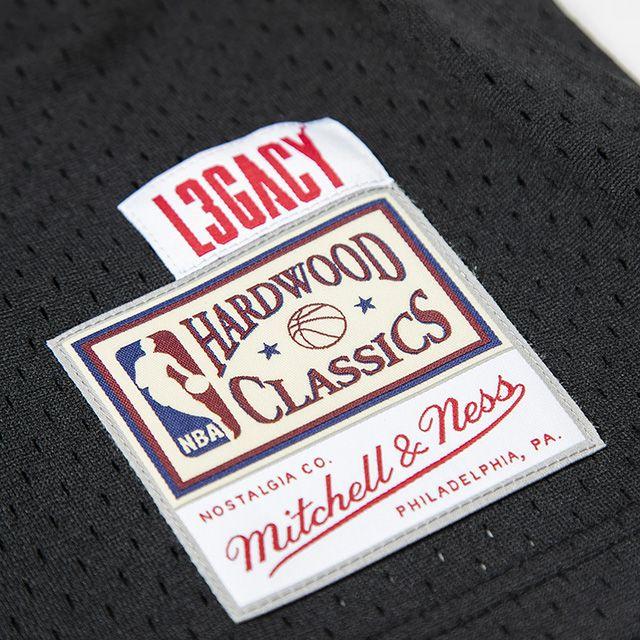 L3GACY
HARDWOOD
CLASSICS
NBA
NOSTALGIA CO.
Mitchell & Ness
PHILADELPHIA, PA.